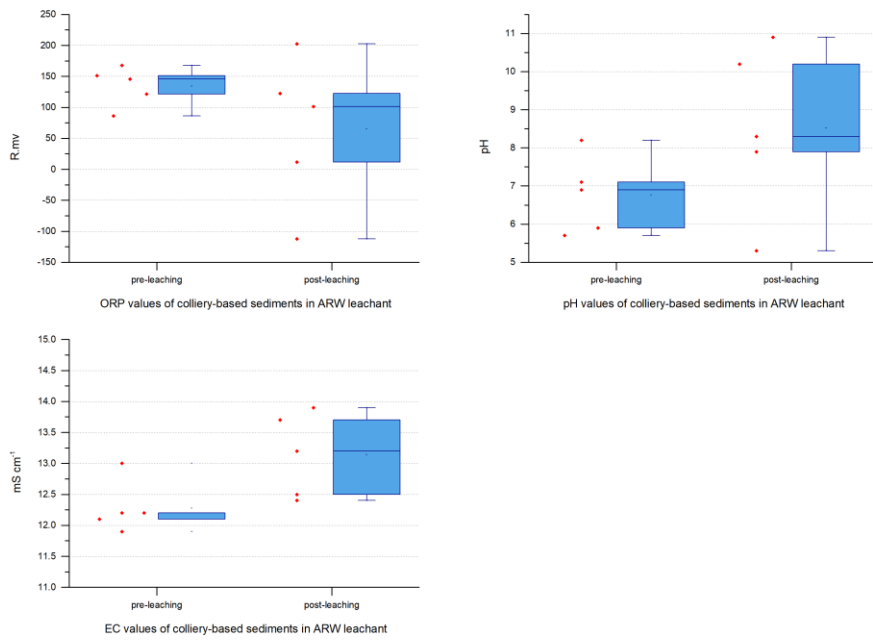 250
200
150
100
50
0
-50
-100
-150
R.mv
pre-leaching
post-leaching
ORP values of colliery-based sediments in ARW leachant
11
10
9
8
7
6
5
pH
pre-leaching
post-leaching
pH values of colliery-based sediments in ARW leachant
15.0
14.5
14.0
13.5
13.0
12.5
12.0
11.5
11.0
mS cm⁻¹
pre-leaching
post-leaching
EC values of colliery-based sediments in ARW leachant